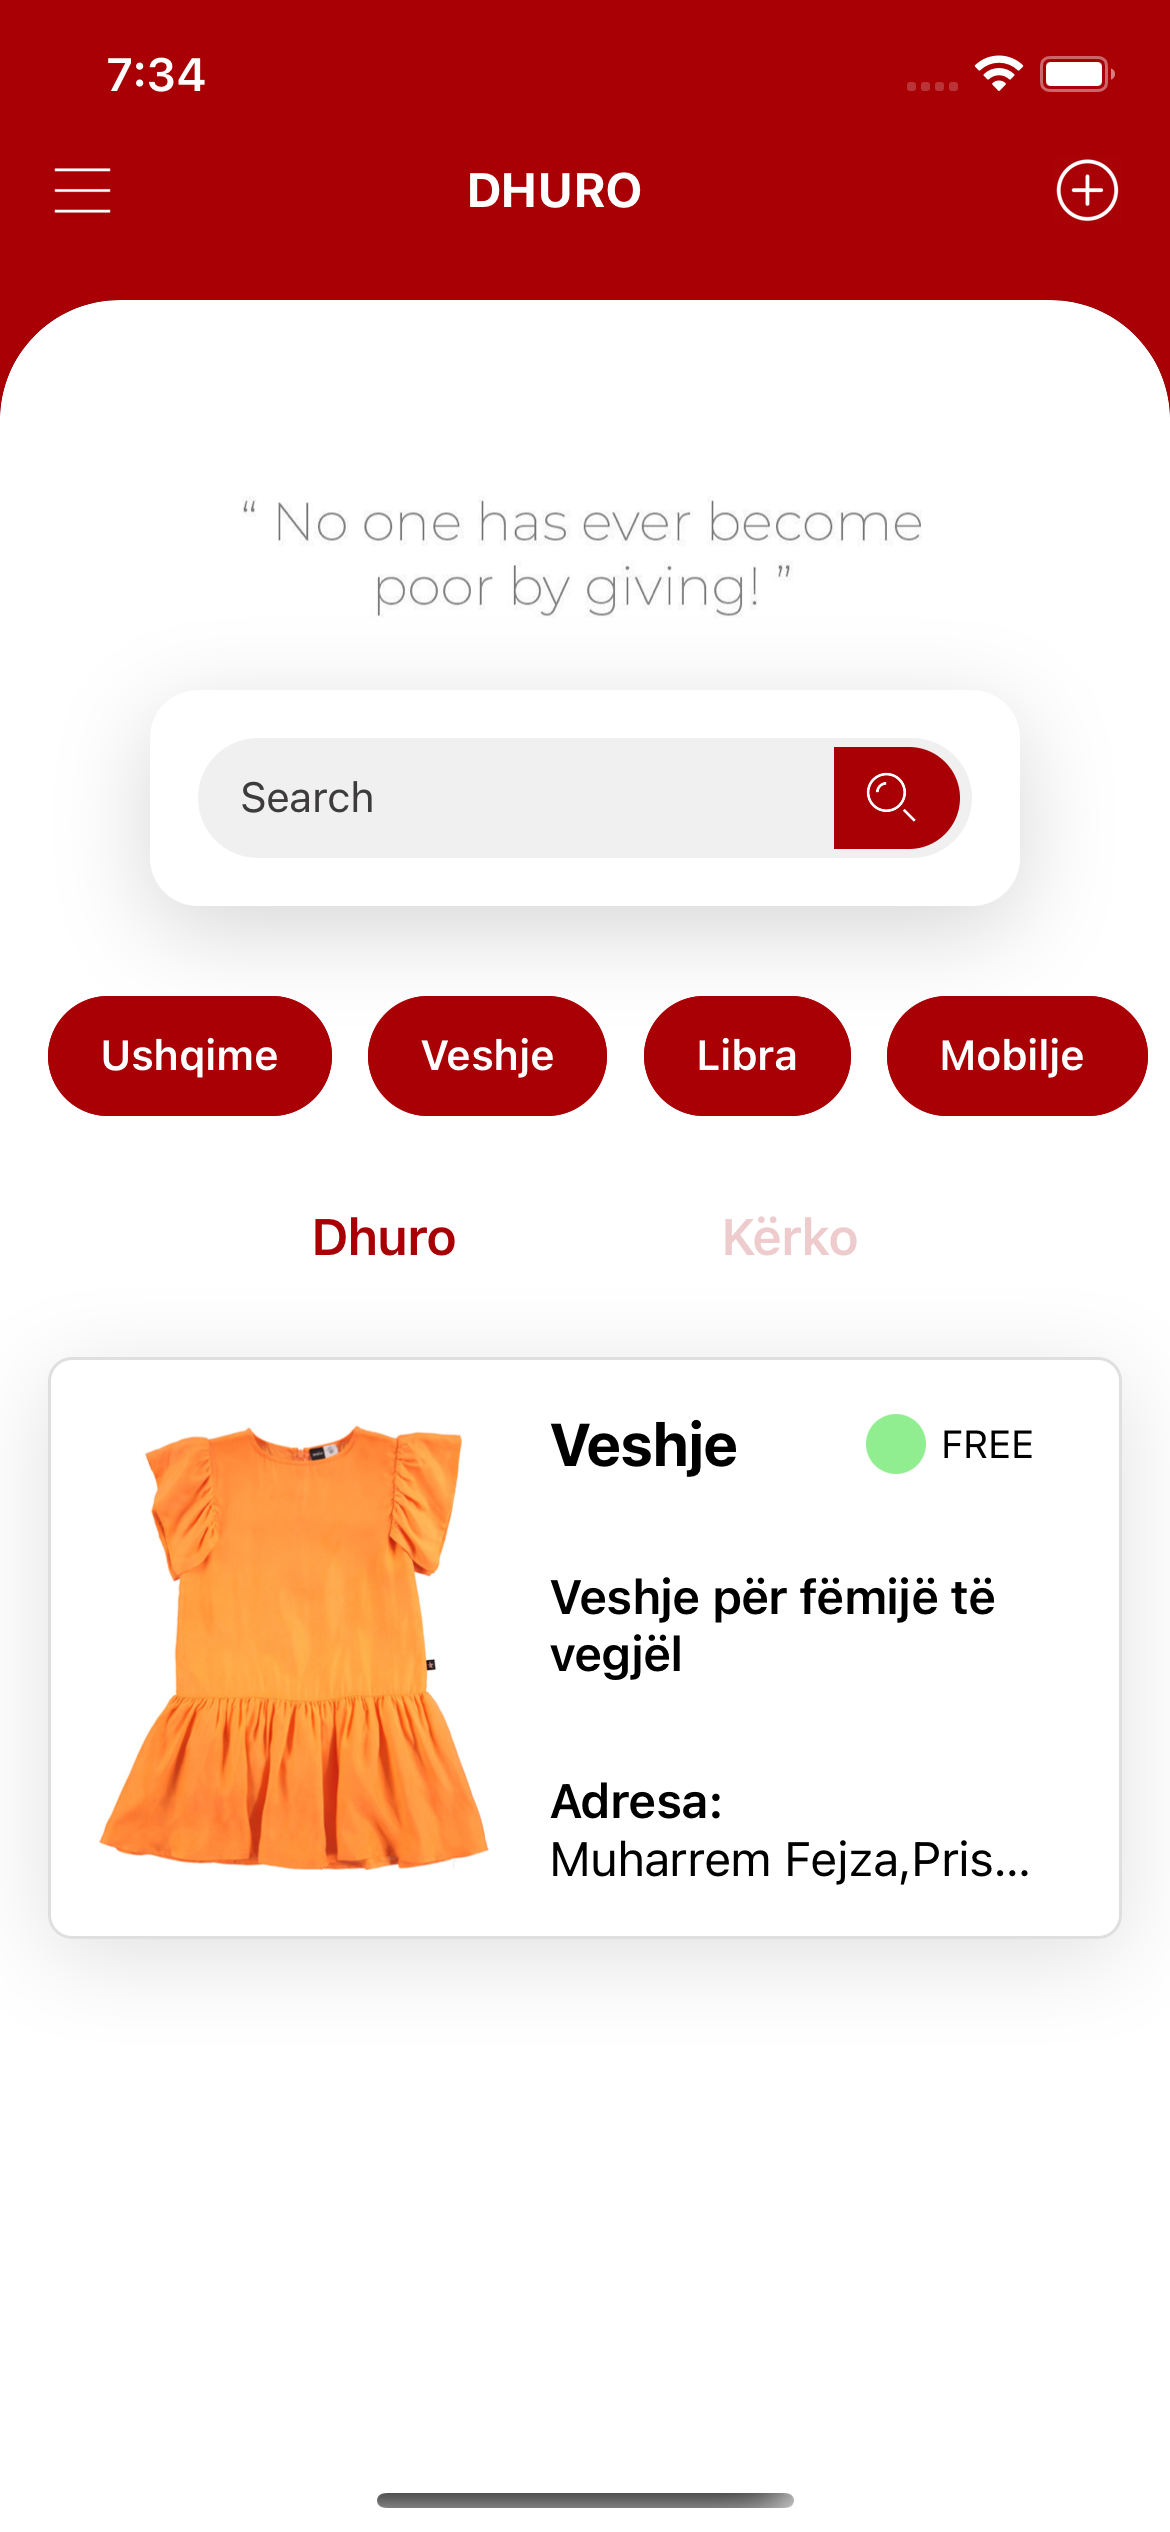 7:34
DHURO
“ No one has ever become
poor by giving! ”
Search
Ushqime Veshje Libra Mobilje
Dhuro Kërko
Veshje FREE
Veshje për fëmijë të
vegjël
Adresa:
Muharrem Fejza,Pris...